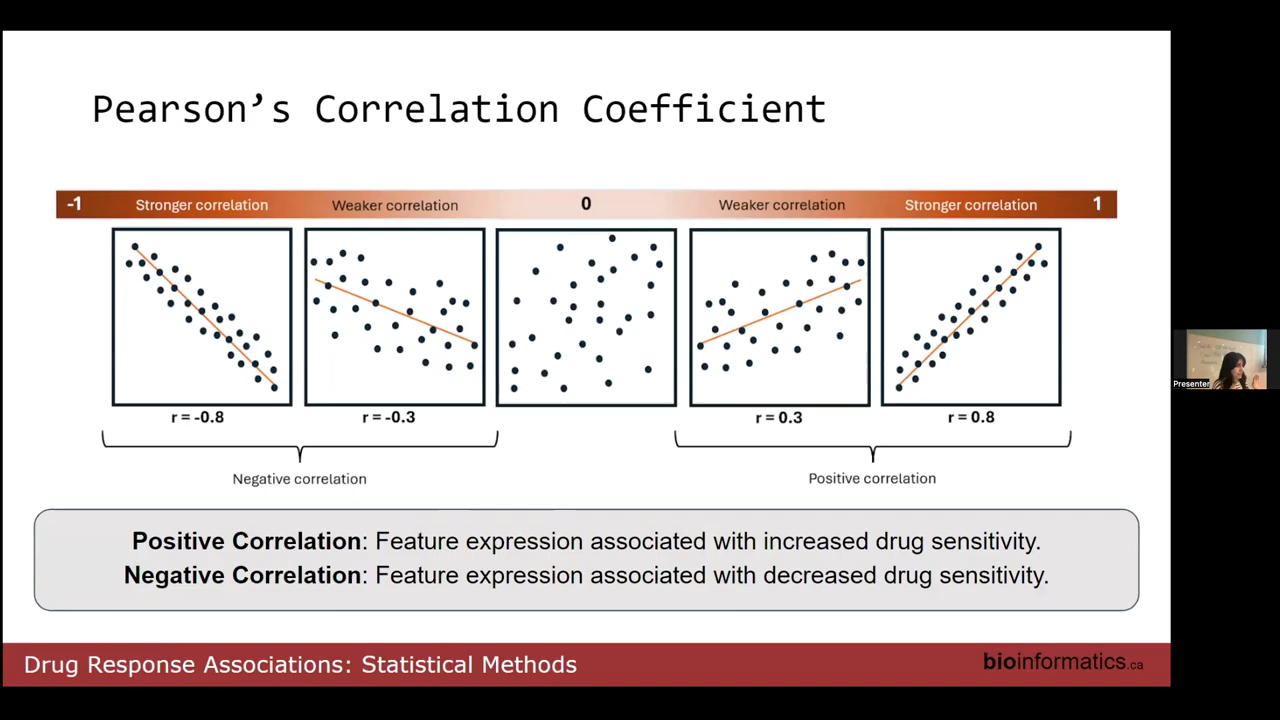 Pearson’s Correlation Coefficient
-1 Stronger correlation Weaker correlation 0 Weaker correlation Stronger correlation 1
r = -0.8 r = -0.3 r = 0.3 r = 0.8
Negative correlation Positive correlation
Positive Correlation: Feature expression associated with increased drug sensitivity.
Negative Correlation: Feature expression associated with decreased drug sensitivity.
Drug Response Associations: Statistical Methods
bioinformatics.ca
Presenter